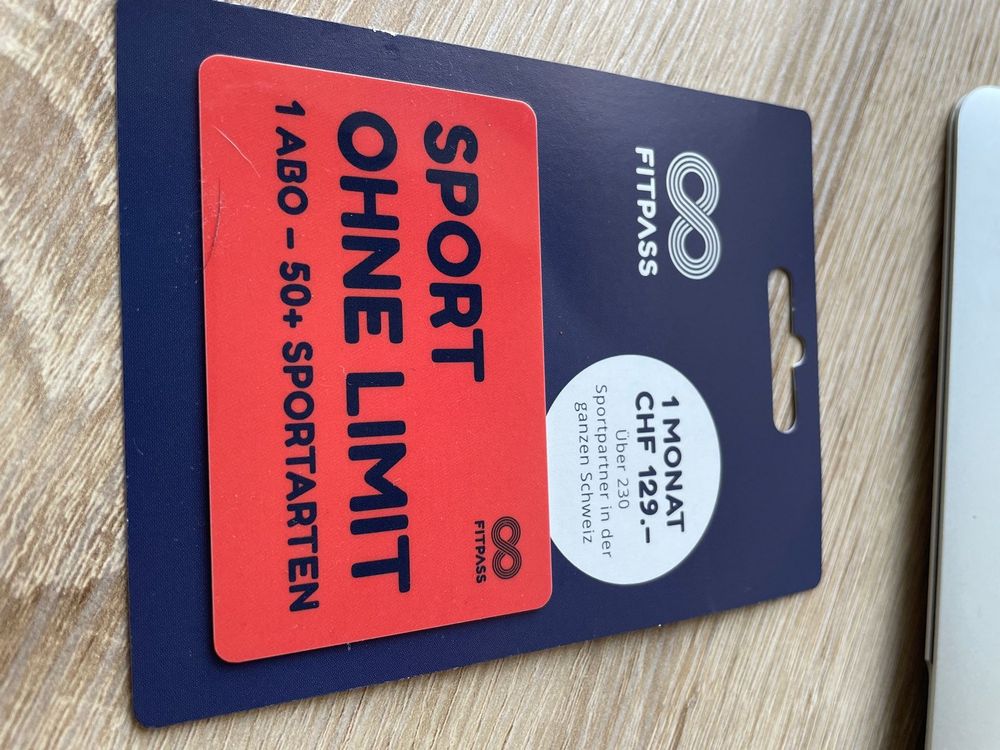 FITPASS
1 MONAT
CHF 129.–
Über 230
Sportpartner in der
ganzen Schweiz
SPORT
OHNE LIMIT
1 ABO – 50+ SPORTARTEN
FITPASS